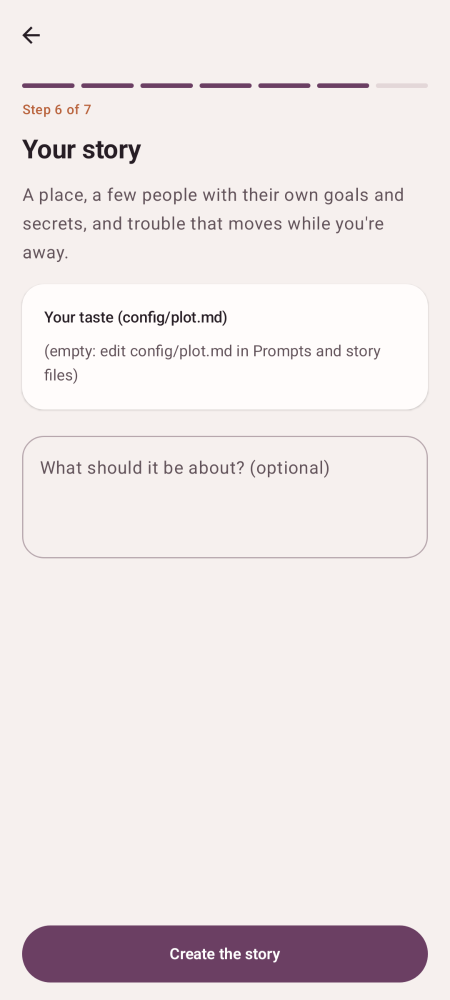 Step 6 of 7
Your story
A place, a few people with their own goals and
secrets, and trouble that moves while you're
away.
Your taste (config/plot.md)
(empty: edit config/plot.md in Prompts and story
files)
What should it be about? (optional)
Create the story